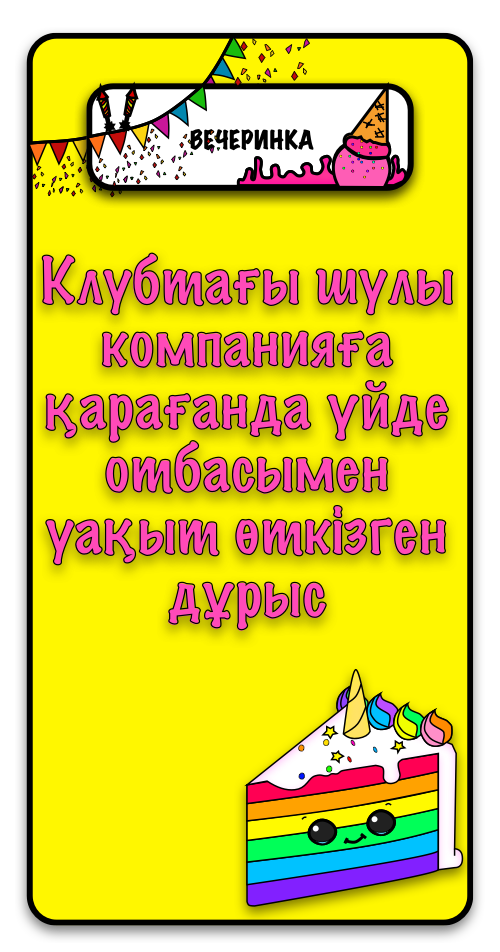 ВЕЧЕРИНКА
Клубтағы шулы
компанияға
қарағанда үйде
отбасымен
уақыт өткізген
дұрыс